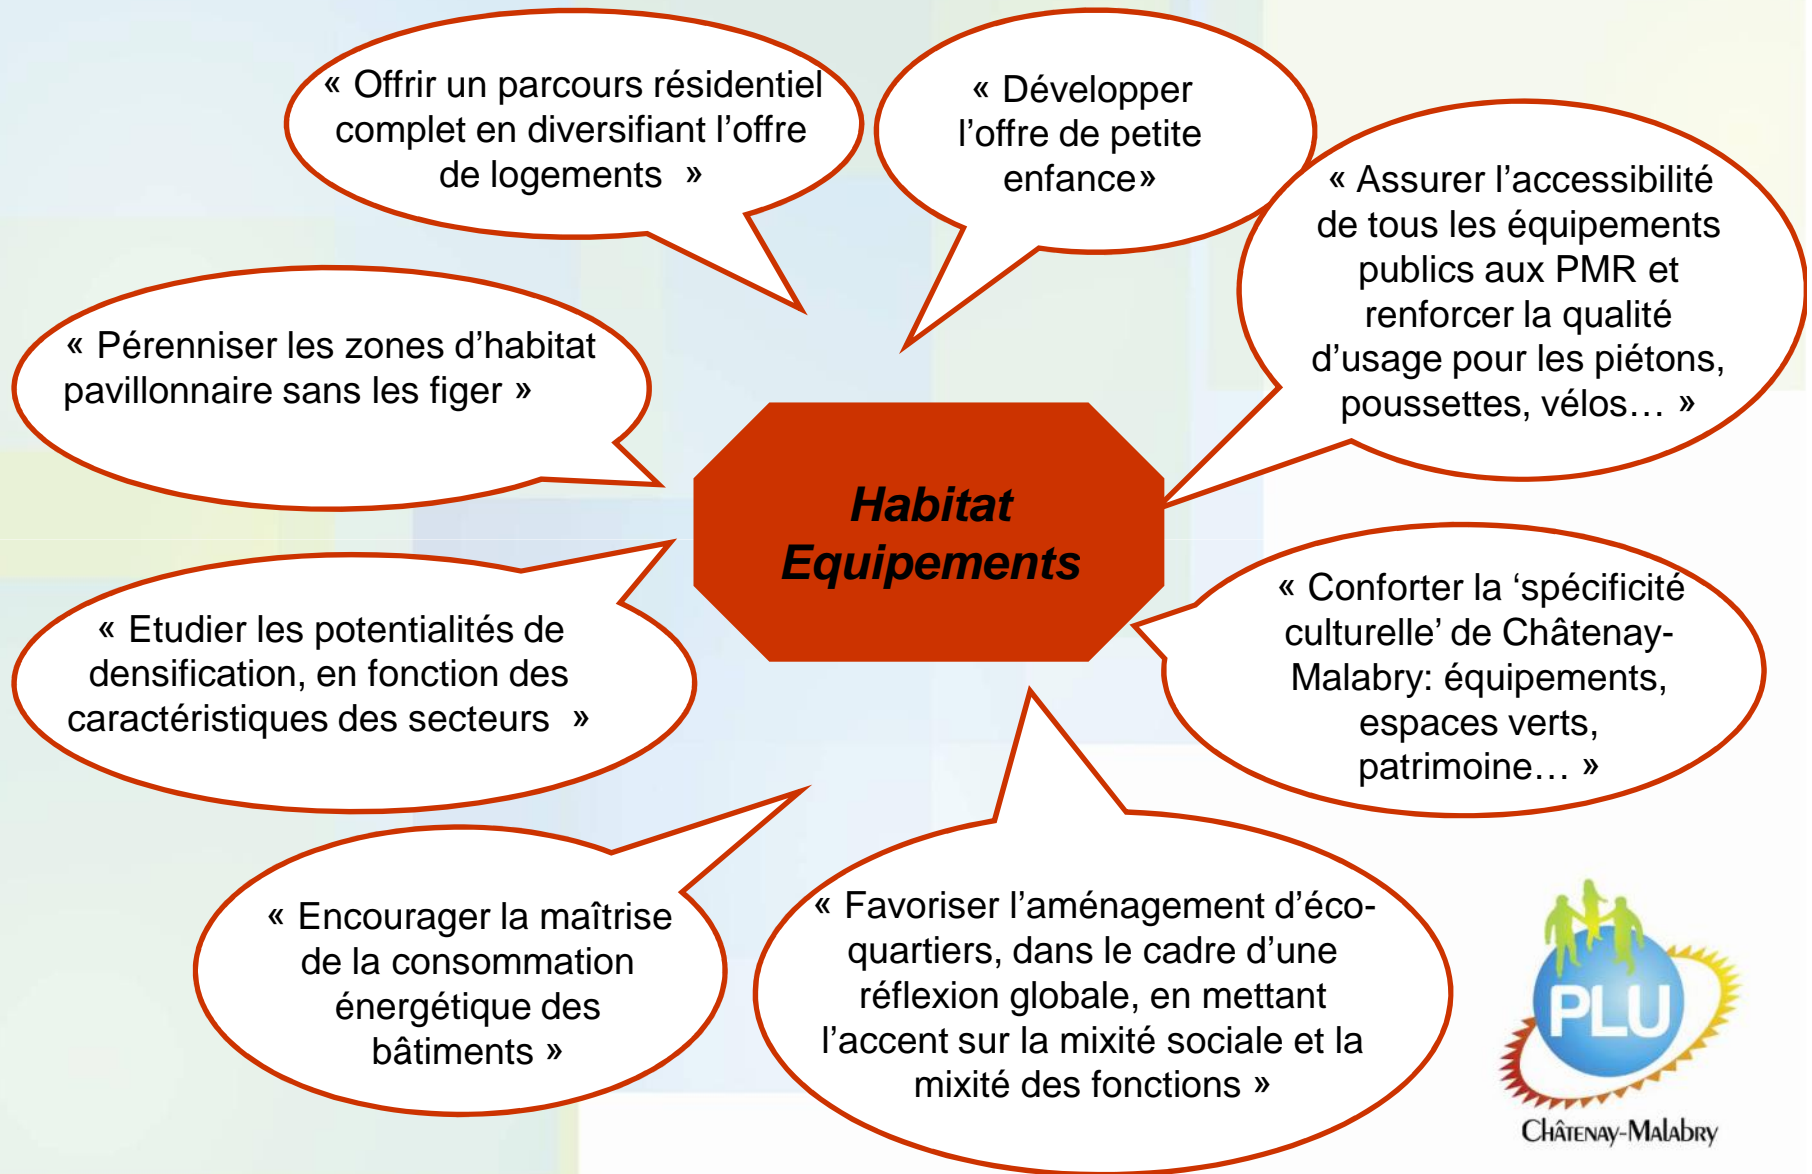 « Offrir un parcours résidentiel
complet en diversifiant l’offre
de logements »
« Développer
l’offre de petite
enfance»
« Assurer l’accessibilité
de tous les équipements
publics aux PMR et
renforcer la qualité
d’usage pour les piétons,
poussettes, vélos… »
« Pérenniser les zones d’habitat
pavillonnaire sans les figer »
Habitat
Equipements
« Etudier les potentialités de
densification, en fonction des
caractéristiques des secteurs »
« Conforter la ‘spécificité
culturelle’ de Châtenay-
Malabry: équipements,
espaces verts,
patrimoine… »
« Encourager la maîtrise
de la consommation
énergétique des
bâtiments »
« Favoriser l’aménagement d’éco-
quartiers, dans le cadre d’une
réflexion globale, en mettant
l’accent sur la mixité sociale et la
mixité des fonctions »
PLU
Châtenay-Malabry